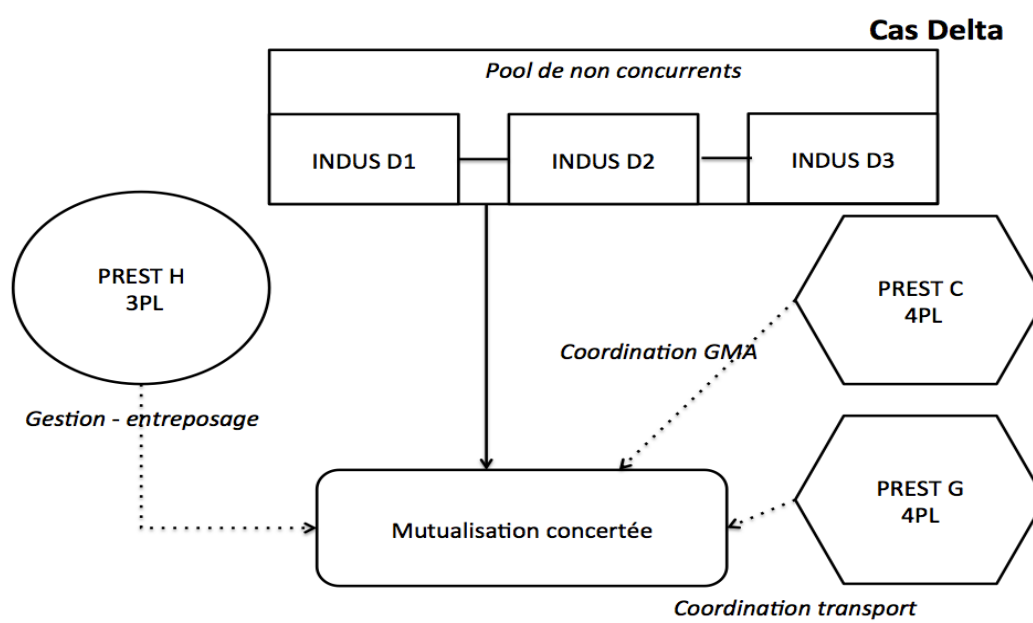 Cas Delta
Pool de non concurrents
INDUS D1
INDUS D2
INDUS D3
PREST H
3PL
PREST C
4PL
Coordination GMA
Gestion - entreposage
PREST G
4PL
Mutualisation concertée
Coordination transport